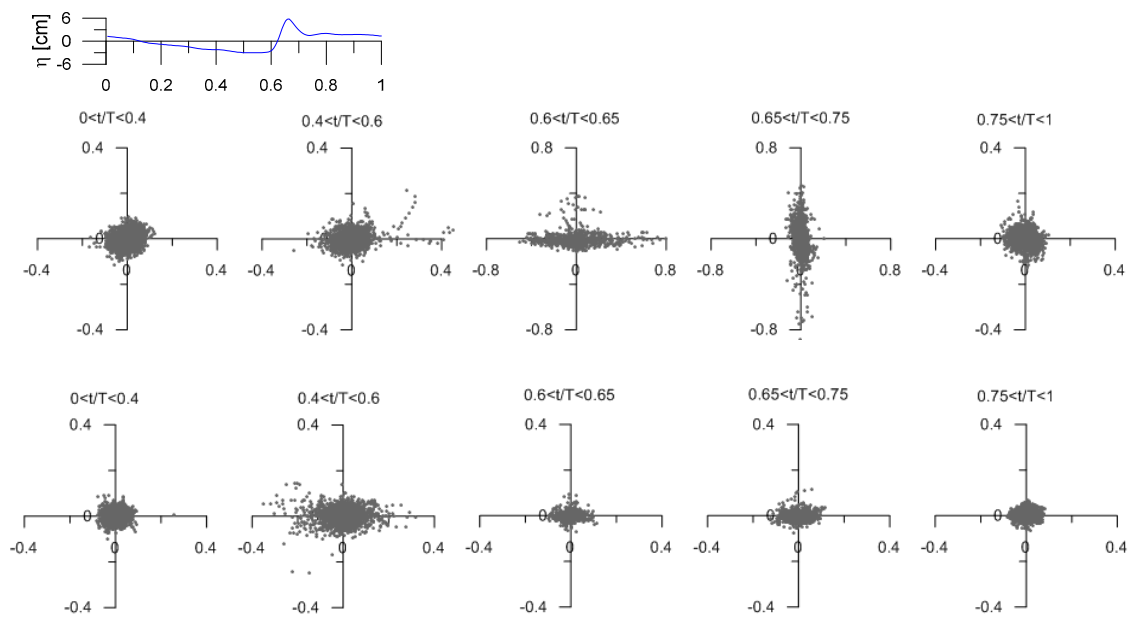 η [cm]
6
0
-6
0 0.2 0.4 0.6 0.8 1
0<t/T<0.4 0.4<t/T<0.6 0.6<t/T<0.65 0.65<t/T<0.75 0.75<t/T<1
0.4 0.4 0.8 0.8 0.4
0 0 0 0 0
-0.4 0 0.4 -0.4 0 0.4 -0.8 0 0.8 -0.8 0 0.8 -0.4 0 0.4
-0.4 -0.4 -0.8 -0.8 -0.4
0<t/T<0.4 0.4<t/T<0.6 0.6<t/T<0.65 0.65<t/T<0.75 0.75<t/T<1
0.4 0.4 0.4 0.4 0.4
0 0 0 0 0
-0.4 0 0.4 -0.4 0 0.4 -0.4 0 0.4 -0.4 0 0.4 -0.4 0 0.4
-0.4 -0.4 -0.4 -0.4 -0.4